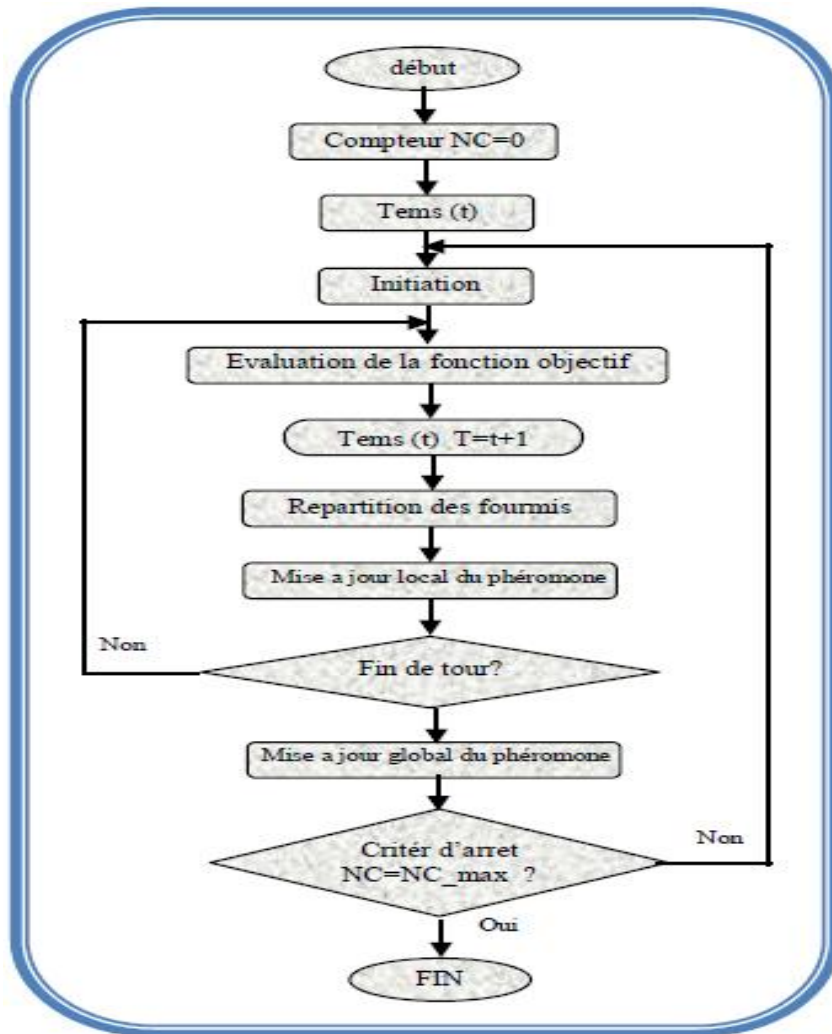 début
Compteur NC=0
Tems (t)
Initiation
Evaluation de la fonction objectif
Tems (t) T=t+1
Repartition des fourmis
Mise a jour local du phéromone
Non
Fin de tour?
Mise a jour global du phéromone
Non
Critér d'arret
NC=NC_max ?
Oui
FIN